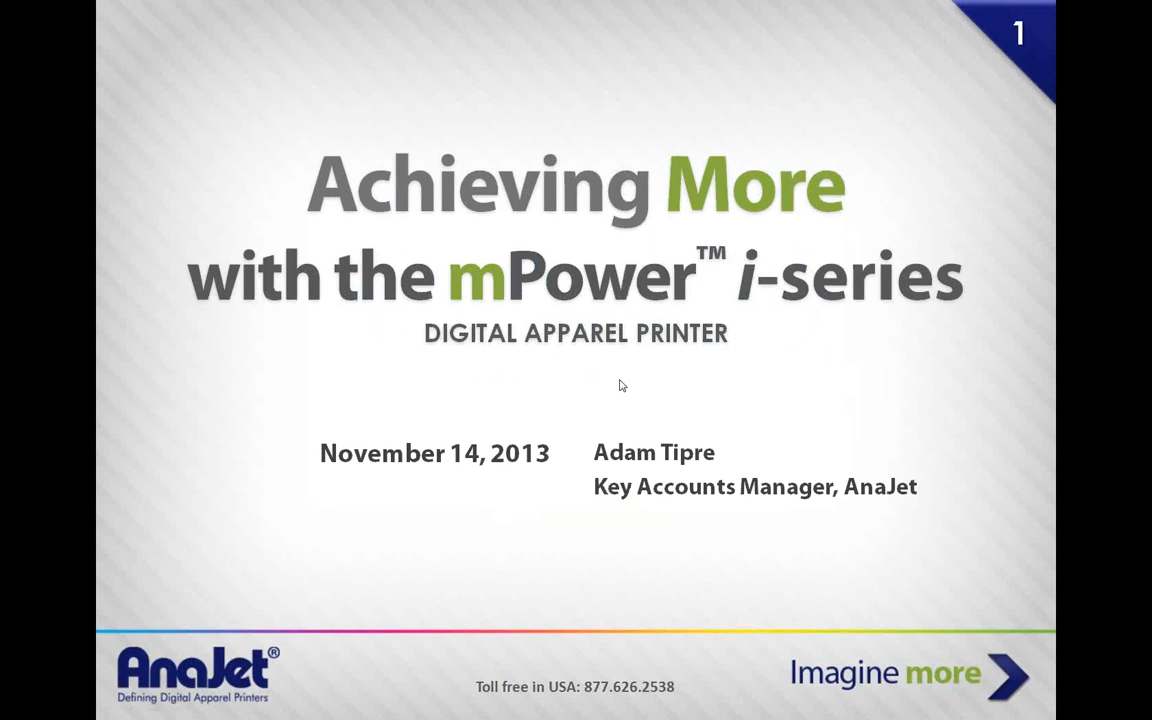 1
Achieving More
with the mPower™ i-series
DIGITAL APPAREL PRINTER
November 14, 2013
Adam Tipre
Key Accounts Manager, AnaJet
AnaJet®
Defining Digital Apparel Printers
Toll free in USA: 877.626.2538
Imagine more